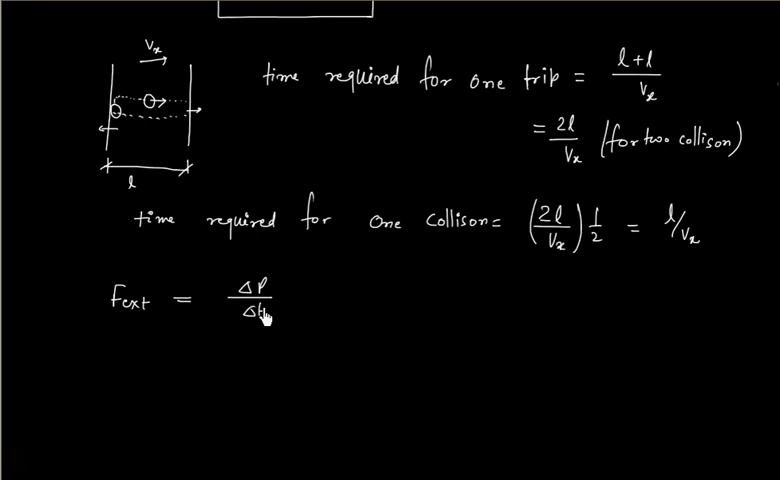 Vx
time required for one trip = l + l / Vx
= 2l / Vx (for two collison)
l
time required for one collison = (2l / Vx) 1/2 = l/Vx
Fext = ΔP / Δt